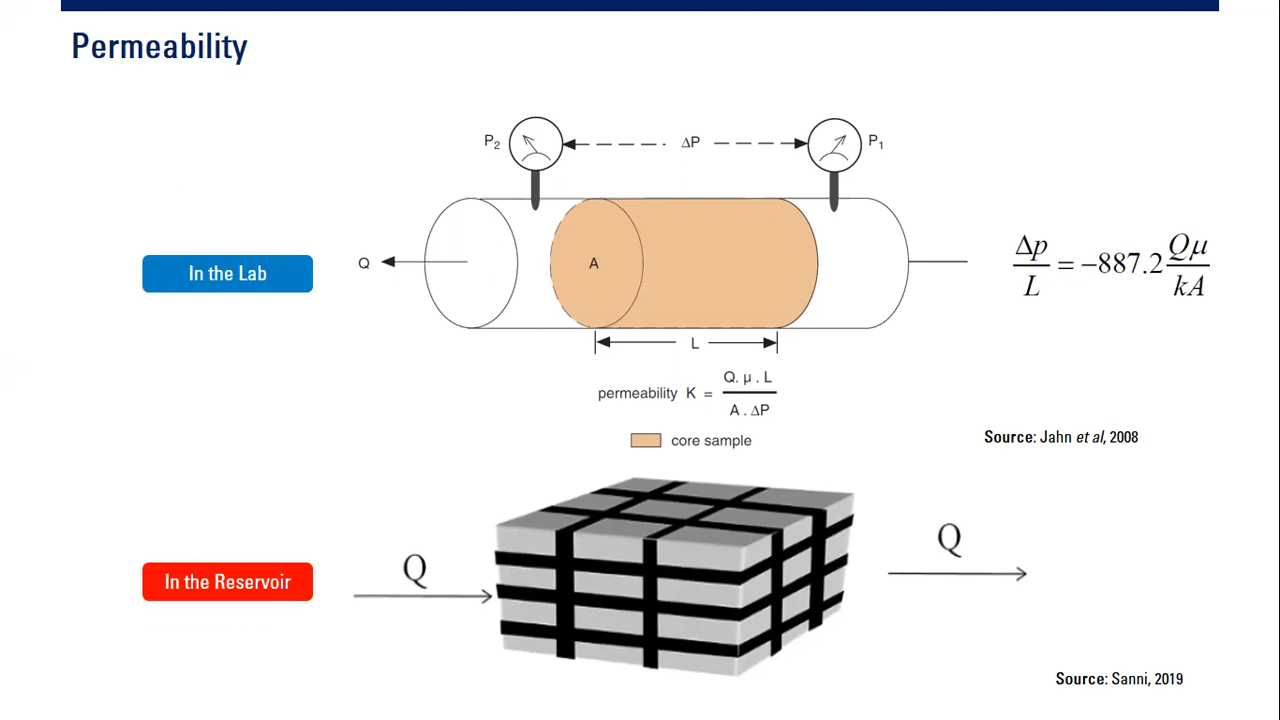 Permeability
P₂
ΔP
P₁
In the Lab
Q
A
Δp/L = −887.2 Qμ/kA
L
permeability K = Q. μ . L / A . ΔP
core sample
Source: Jahn et al, 2008
In the Reservoir
Q
Q
Source: Sanni, 2019